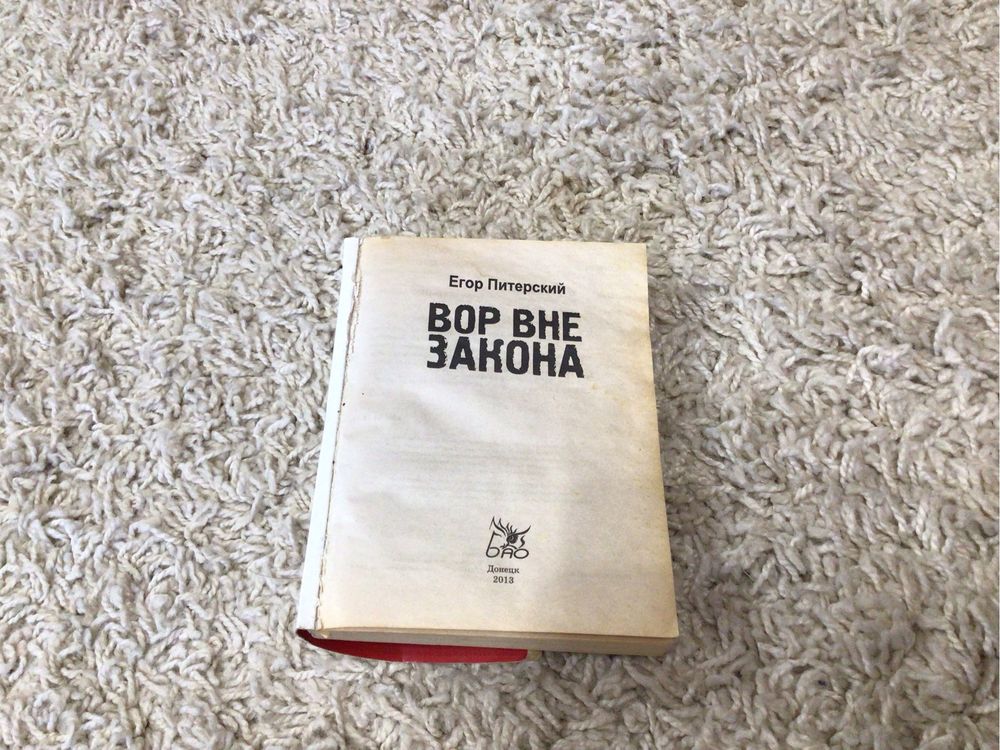 Егор Питерский
ВОР ВНЕ
ЗАКОНА
БАО
Донецк
2013